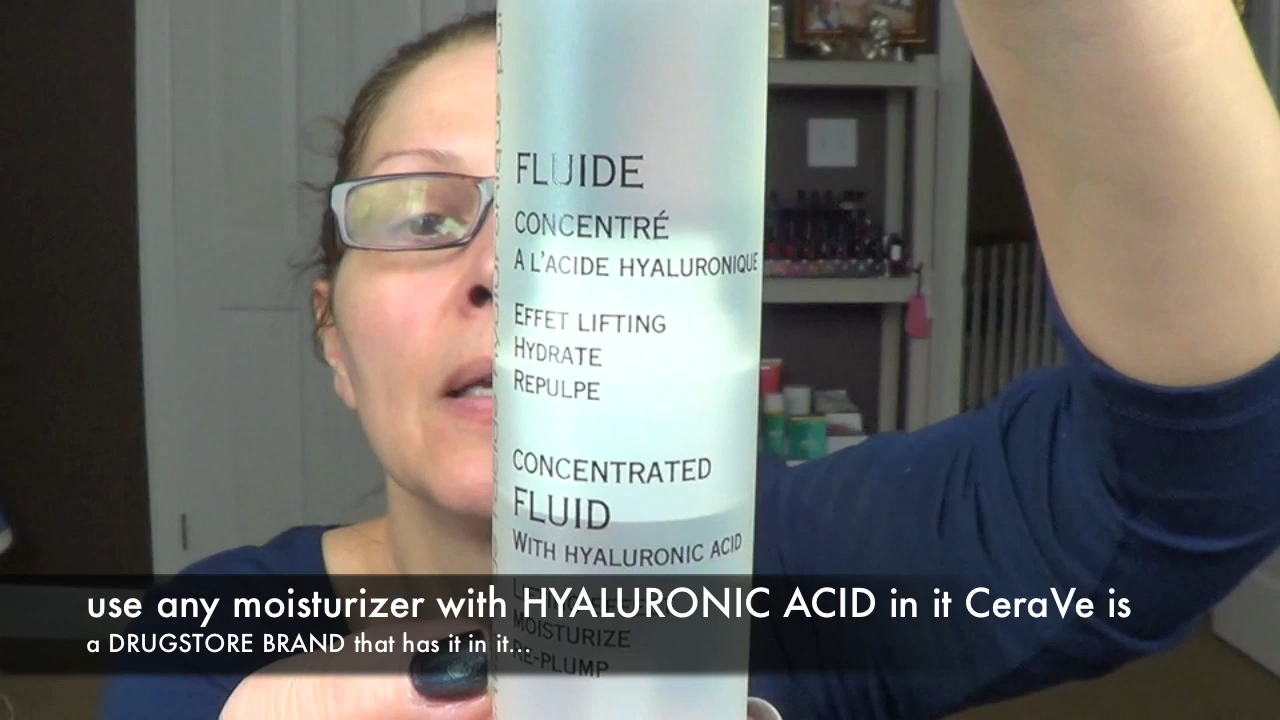 FLUIDE
CONCENTRÉ
A L'ACIDE HYALURONIQUE
EFFET LIFTING
HYDRATE
REPULPE
CONCENTRATED
FLUID
WITH HYALURONIC ACID
use any moisturizer with HYALURONIC ACID in it CeraVe is
a DRUGSTORE BRAND that has it in it...
MOISTURIZE
RE-PLUMP